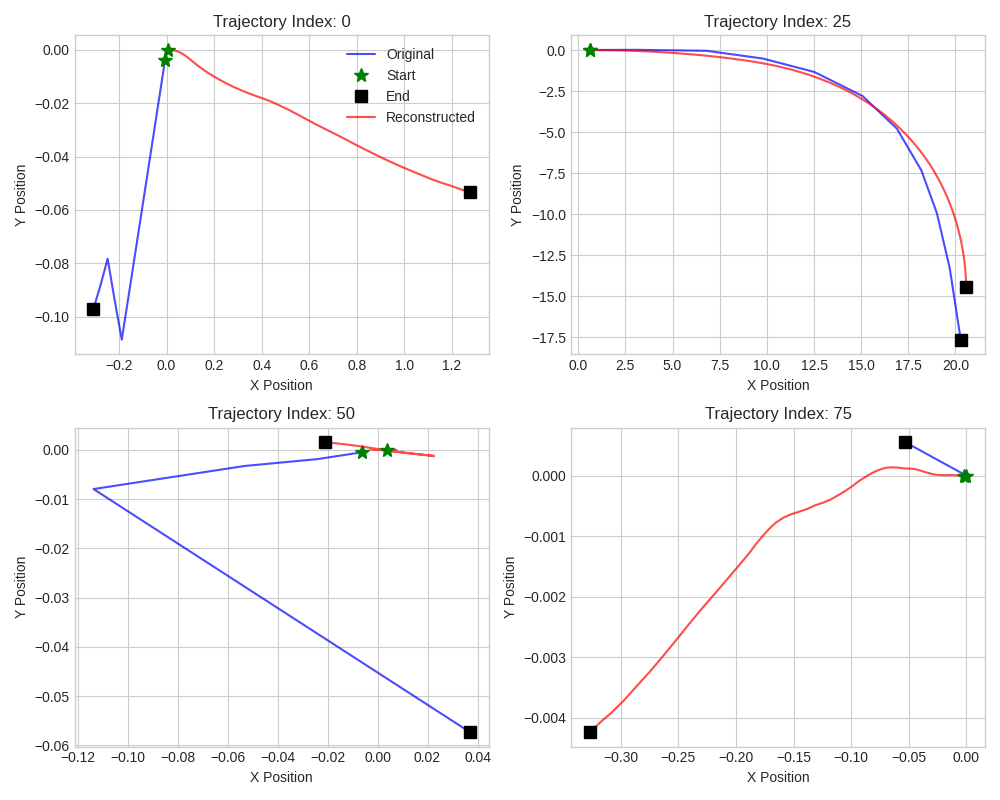 Trajectory Index: 0
0.00
−0.02
−0.04
−0.06
−0.08
−0.10
Y Position
Original
Start
End
Reconstructed
−0.2 0.0 0.2 0.4 0.6 0.8 1.0 1.2
X Position
Trajectory Index: 25
0.0
−2.5
−5.0
−7.5
−10.0
−12.5
−15.0
−17.5
Y Position
0.0 2.5 5.0 7.5 10.0 12.5 15.0 17.5 20.0
X Position
Trajectory Index: 50
0.00
−0.01
−0.02
−0.03
−0.04
−0.05
−0.06
Y Position
−0.12 −0.10 −0.08 −0.06 −0.04 −0.02 0.00 0.02 0.04
X Position
Trajectory Index: 75
0.000
−0.001
−0.002
−0.003
−0.004
Y Position
−0.30 −0.25 −0.20 −0.15 −0.10 −0.05 0.00
X Position